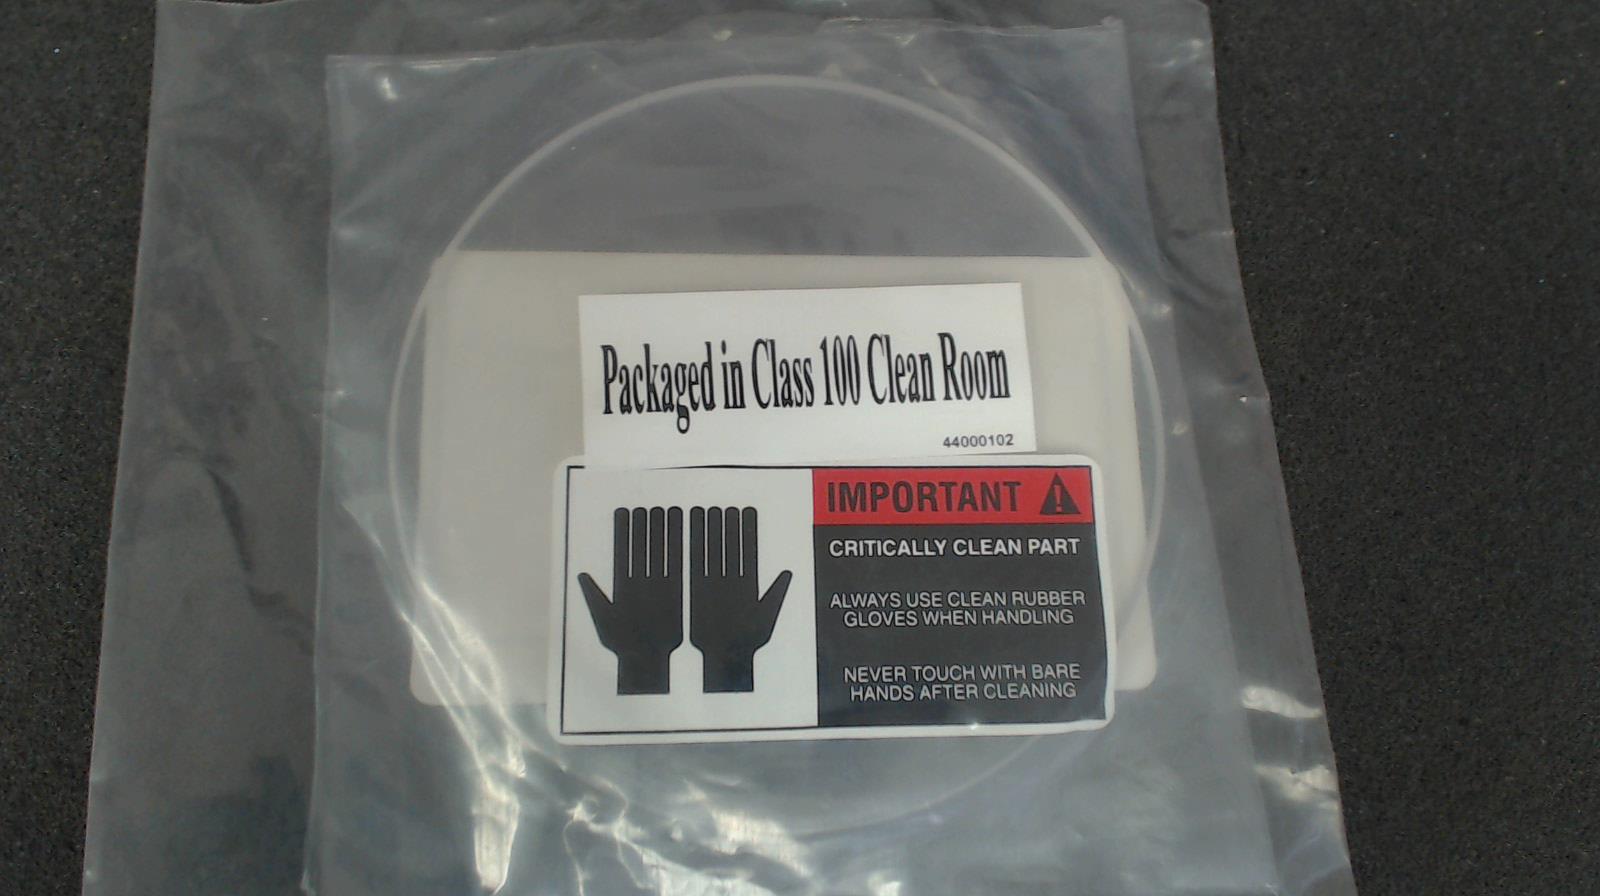 Packaged in Class 100 Clean Room
44000102
IMPORTANT
CRITICALLY CLEAN PART
ALWAYS USE CLEAN RUBBER
GLOVES WHEN HANDLING
NEVER TOUCH WITH BARE
HANDS AFTER CLEANING